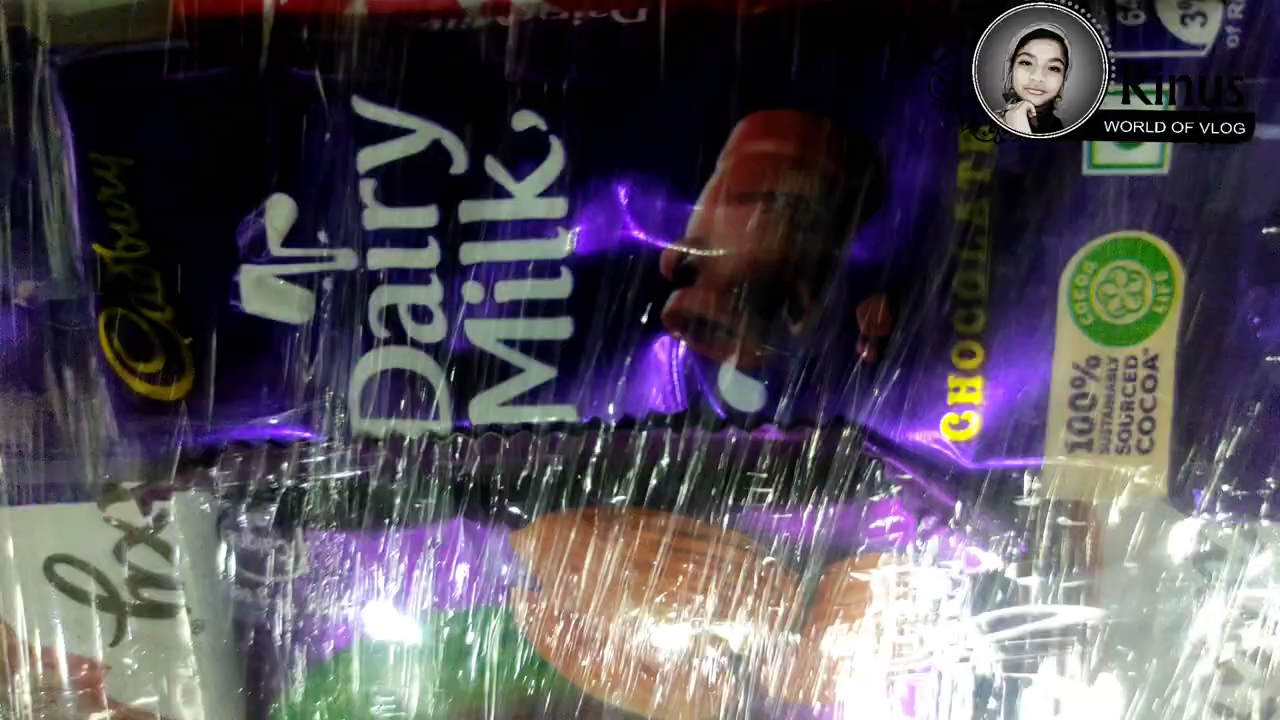 Cadbury
Dairy
Milk
CHOCOLATE
COCOA
LIFE
100%
SUSTAINABLY
SOURCED
COCOA
Kinus
WORLD OF VLOG